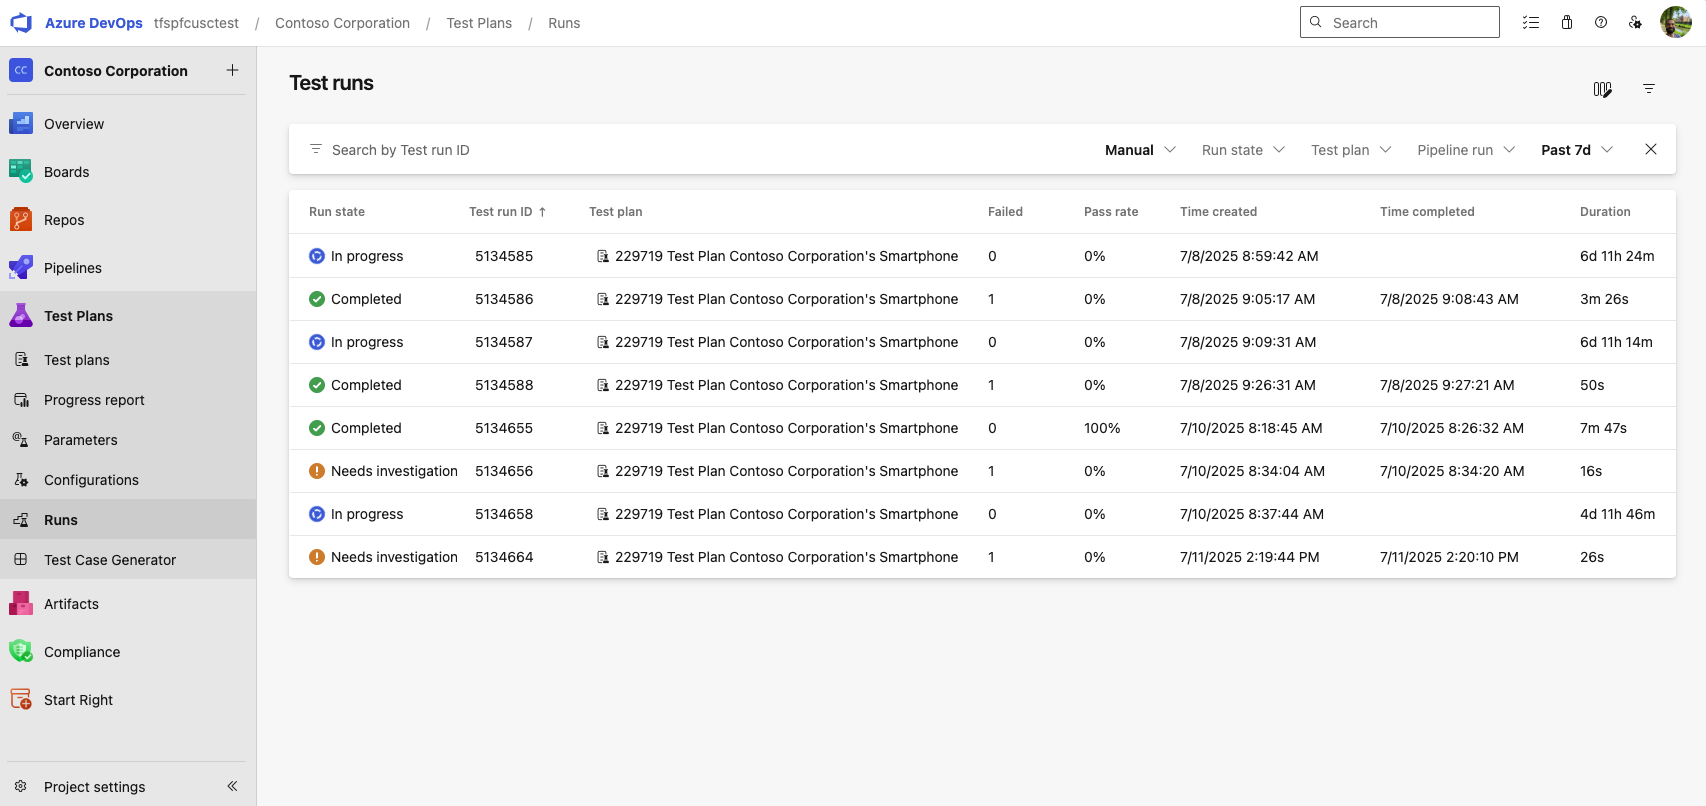 Azure DevOps tfspfcusctest / Contoso Corporation / Test Plans / Runs
Search
CC Contoso Corporation
Overview
Boards
Repos
Pipelines
Test Plans
Test plans
Progress report
Parameters
Configurations
Runs
Test Case Generator
Artifacts
Compliance
Start Right
Project settings
Test runs
Search by Test run ID Manual Run state Test plan Pipeline run Past 7d
Run state Test run ID ↑ Test plan Failed Pass rate Time created Time completed Duration
In progress 5134585 229719 Test Plan Contoso Corporation's Smartphone 0 0% 7/8/2025 8:59:42 AM 6d 11h 24m
Completed 5134586 229719 Test Plan Contoso Corporation's Smartphone 1 0% 7/8/2025 9:05:17 AM 7/8/2025 9:08:43 AM 3m 26s
In progress 5134587 229719 Test Plan Contoso Corporation's Smartphone 0 0% 7/8/2025 9:09:31 AM 6d 11h 14m
Completed 5134588 229719 Test Plan Contoso Corporation's Smartphone 1 0% 7/8/2025 9:26:31 AM 7/8/2025 9:27:21 AM 50s
Completed 5134655 229719 Test Plan Contoso Corporation's Smartphone 0 100% 7/10/2025 8:18:45 AM 7/10/2025 8:26:32 AM 7m 47s
Needs investigation 5134656 229719 Test Plan Contoso Corporation's Smartphone 1 0% 7/10/2025 8:34:04 AM 7/10/2025 8:34:20 AM 16s
In progress 5134658 229719 Test Plan Contoso Corporation's Smartphone 0 0% 7/10/2025 8:37:44 AM 4d 11h 46m
Needs investigation 5134664 229719 Test Plan Contoso Corporation's Smartphone 1 0% 7/11/2025 2:19:44 PM 7/11/2025 2:20:10 PM 26s